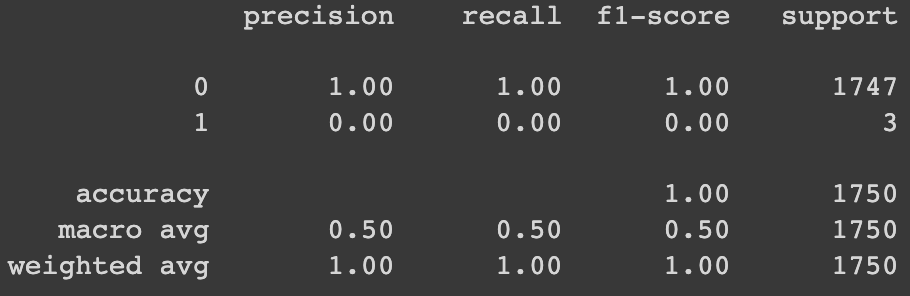 precision recall f1-score support
0 1.00 1.00 1.00 1747
1 0.00 0.00 0.00 3
accuracy 1.00 1750
macro avg 0.50 0.50 0.50 1750
weighted avg 1.00 1.00 1.00 1750